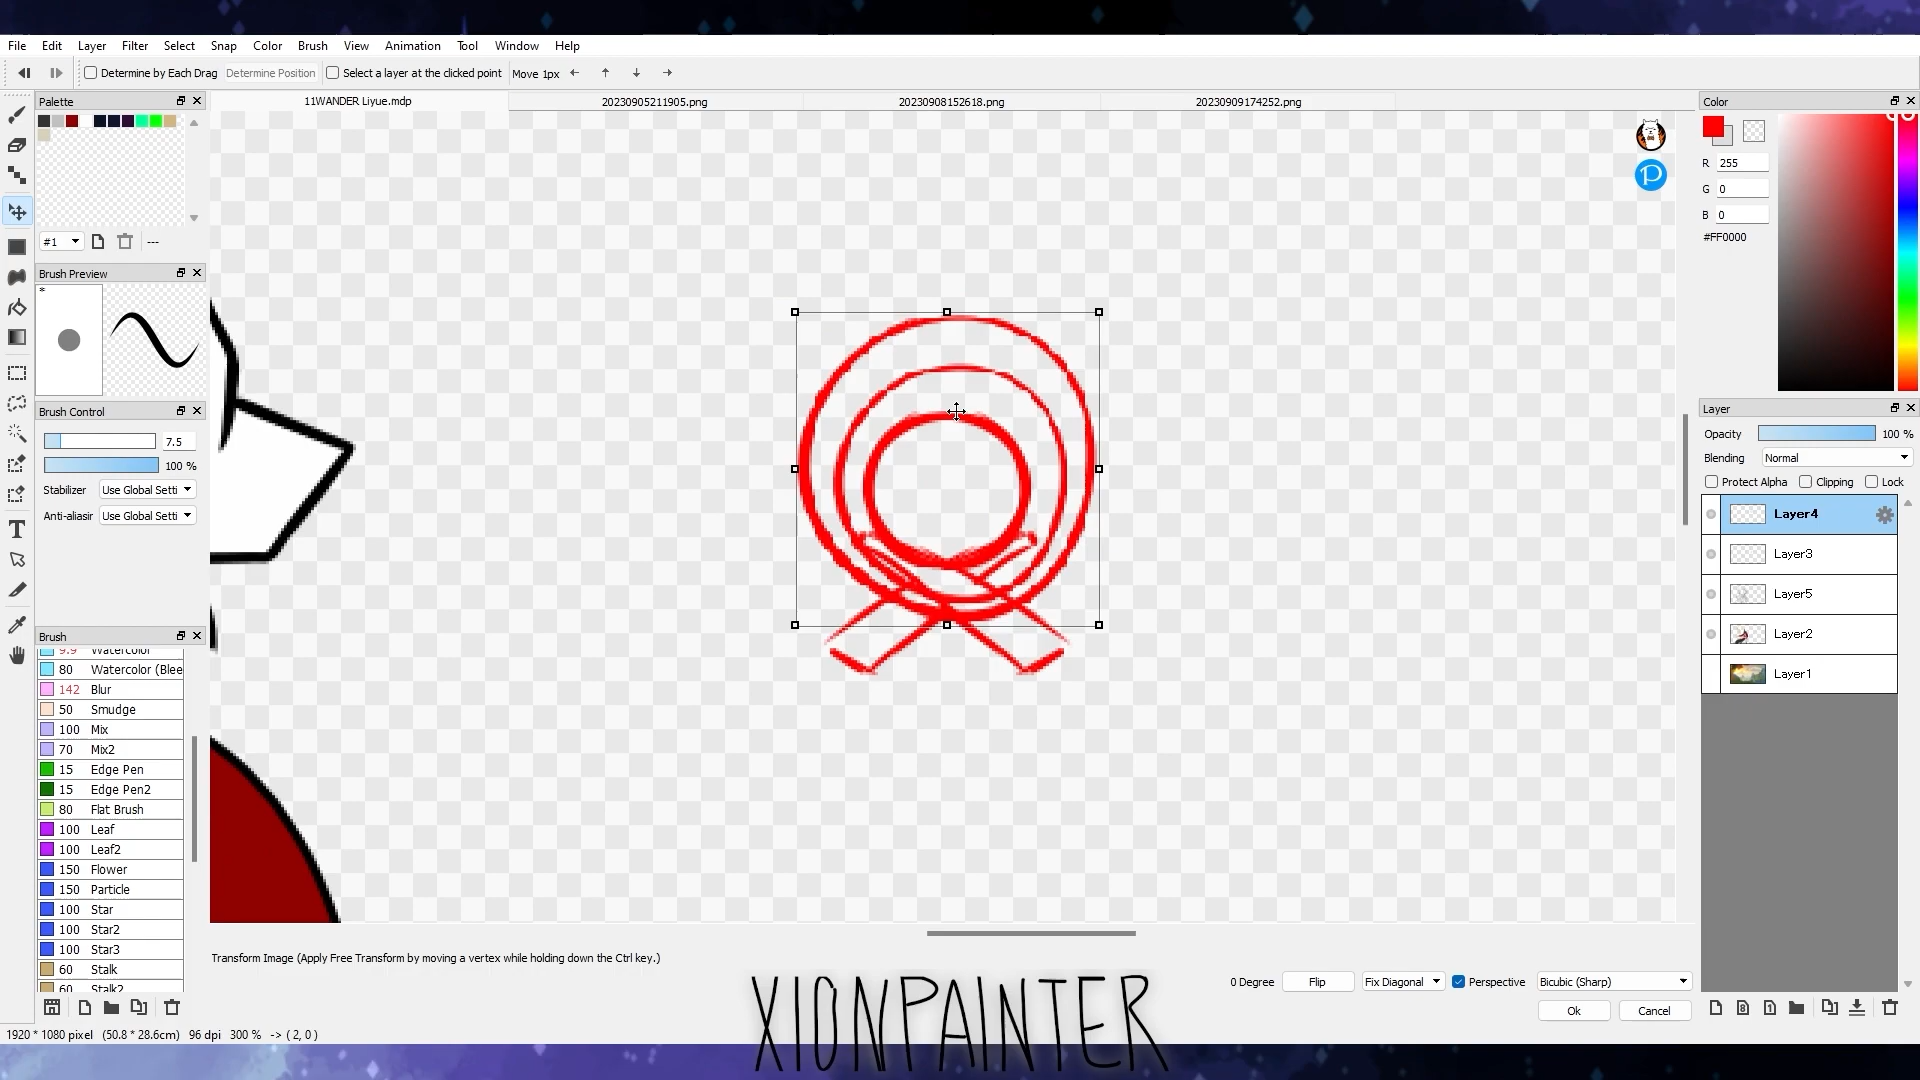 File Edit Layer Filter Select Snap Color Brush View Animation Tool Window Help
Determine by Each Drag Determine Position Select a layer at the clicked point Move 1px
Palette
11WANDER Liyue.mdp 20230905211905.png 20230908152618.png 20230909174252.png
#1 ---
Brush Preview
*
Brush Control
7.5
100 %
Stabilizer Use Global Setti
Anti-aliasir Use Global Setti
Brush
9.9 Watercolor
80 Watercolor (Blee
142 Blur
50 Smudge
100 Mix
70 Mix2
15 Edge Pen
15 Edge Pen2
80 Flat Brush
100 Leaf
100 Leaf2
150 Flower
150 Particle
100 Star
100 Star2
100 Star3
60 Stalk
60 Stalk2
Color
R 255
G 0
B 0
#FF0000
Layer
Opacity 100 %
Blending Normal
Protect Alpha Clipping Lock
Layer4
Layer3
Layer5
Layer2
Layer1
P
Transform Image (Apply Free Transform by moving a vertex while holding down the Ctrl key.)
0 Degree Flip Fix Diagonal Perspective Bicubic (Sharp)
Ok Cancel
1920 * 1080 pixel (50.8 * 28.6cm) 96 dpi 300 % -> ( 2, 0 )
XIONPAINTER